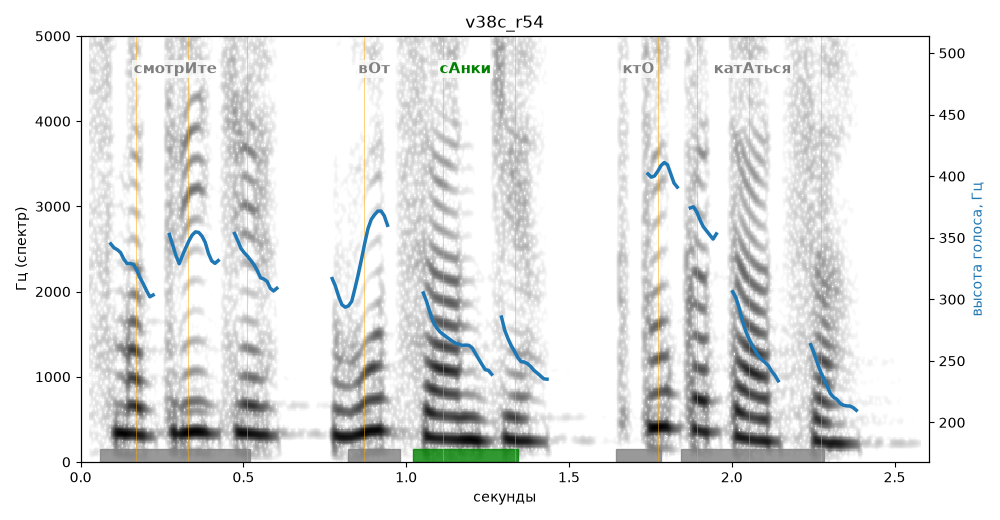 v38c_r54
смотрИте вОт сАнки ктО катАться
5000
4000
3000
2000
1000
0
Гц (спектр)
500
450
400
350
300
250
200
высота голоса, Гц
0.0 0.5 1.0 1.5 2.0 2.5
секунды